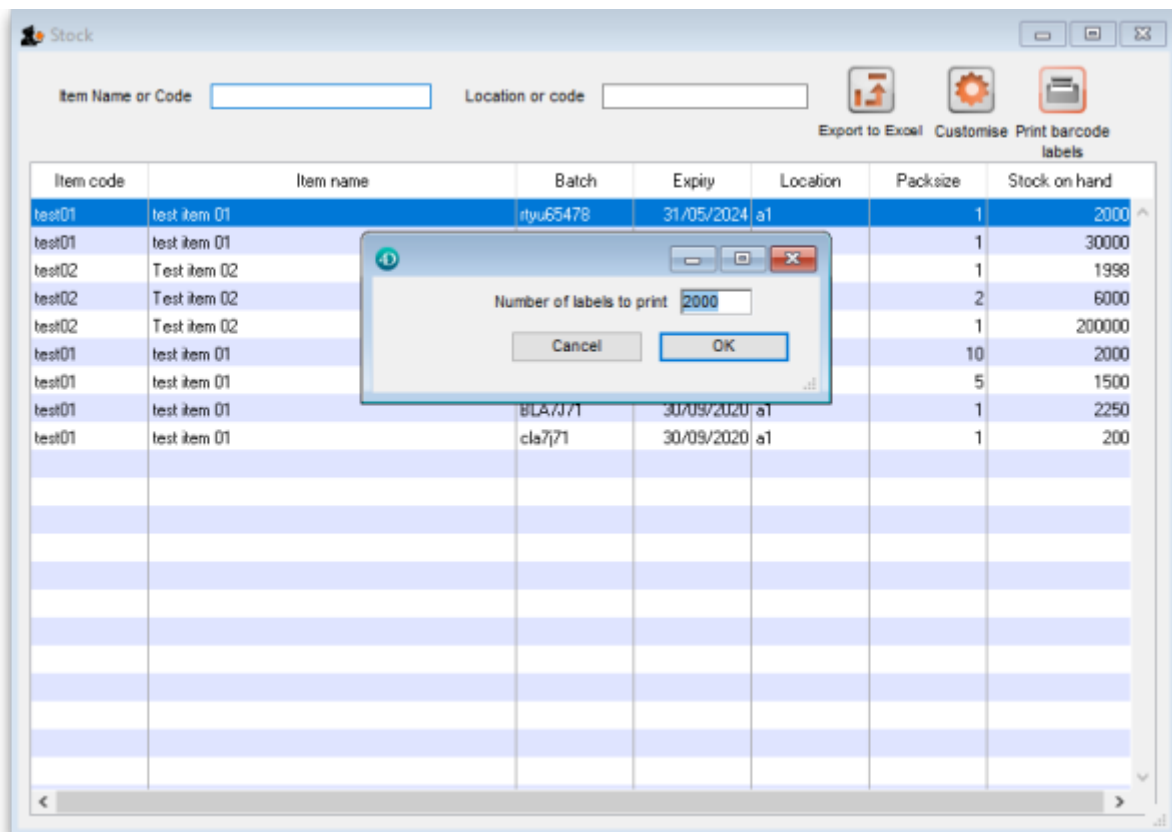 Stock
Item Name or Code Location or code
Export to Excel Customise Print barcode
labels
Item code Item name Batch Expiry Location Packsize Stock on hand
test01 test item 01 rtyu65478 31/05/2024 a1 1 2000
test01 test item 01 1 30000
test02 Test item 02 1 1998
test02 Test item 02 2 6000
test02 Test item 02 1 200000
test01 test item 01 10 2000
test01 test item 01 5 1500
test01 test item 01 BLA7J71 30/09/2020 a1 1 2250
test01 test item 01 cla7j71 30/09/2020 a1 1 200
4D
Number of labels to print 2000
Cancel OK